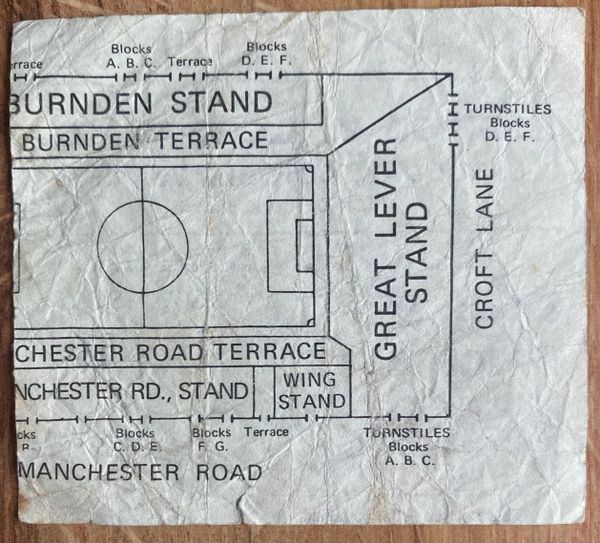 Blocks
A. B. C.
Terrace
Blocks
D. E. F.
BURNDEN STAND
BURNDEN TERRACE
TURNSTILES
Blocks
D. E. F.
GREAT LEVER
STAND
CROFT LANE
CHESTER ROAD TERRACE
NCHESTER RD., STAND
WING
STAND
Blocks
C. D. E.
Blocks
F. G.
Terrace
TURNSTILES
Blocks
A. B. C.
MANCHESTER ROAD